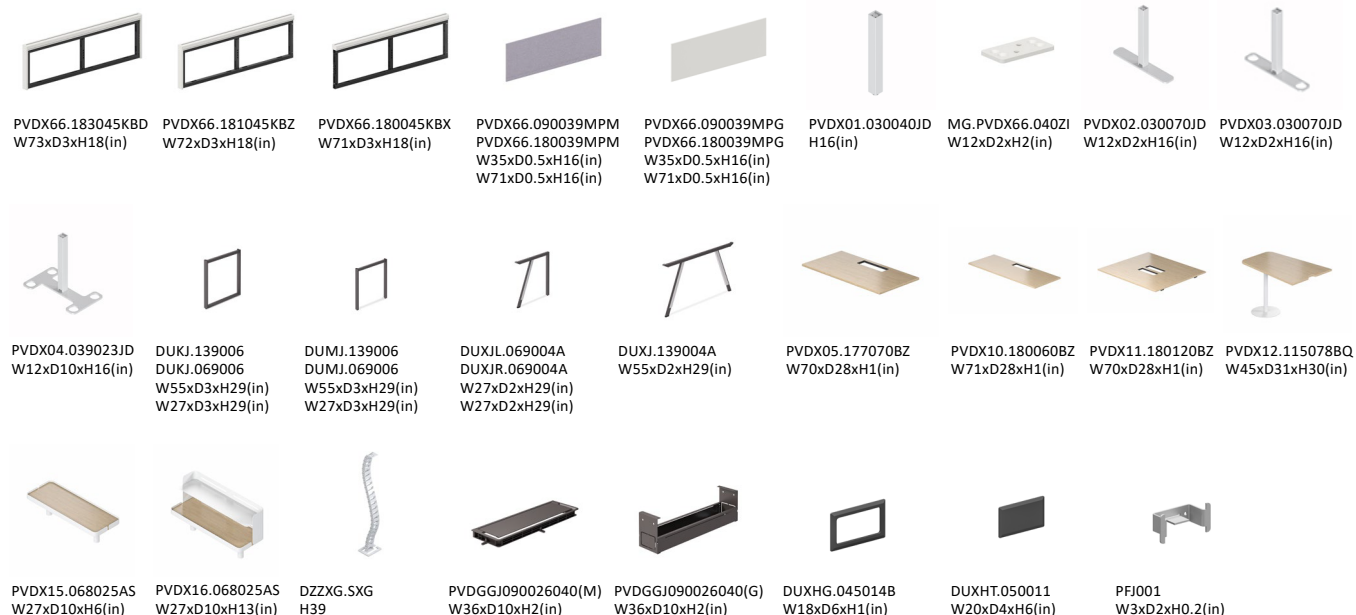 PVDX66.183045KBD
W73xD3xH18(in)
PVDX66.181045KBZ
W72xD3xH18(in)
PVDX66.180045KBX
W71xD3xH18(in)
PVDX66.090039MPM
PVDX66.180039MPM
W35xD0.5xH16(in)
W71xD0.5xH16(in)
PVDX66.090039MPG
PVDX66.180039MPG
W35xD0.5xH16(in)
W71xD0.5xH16(in)
PVDX01.030040JD
H16(in)
MG.PVDX66.040ZI
W12xD2xH2(in)
PVDX02.030070JD
W12xD2xH16(in)
PVDX03.030070JD
W12xD2xH16(in)
PVDX04.039023JD
W12xD10xH16(in)
DUKJ.139006
DUKJ.069006
W55xD3xH29(in)
W27xD3xH29(in)
DUMJ.139006
DUMJ.069006
W55xD3xH29(in)
W27xD3xH29(in)
DUXJL.069004A
DUXJR.069004A
W27xD2xH29(in)
W27xD2xH29(in)
DUXJ.139004A
W55xD2xH29(in)
PVDX05.177070BZ
W70xD28xH1(in)
PVDX10.180060BZ
W71xD28xH1(in)
PVDX11.180120BZ
W70xD28xH1(in)
PVDX12.115078BQ
W45xD31xH30(in)
PVDX15.068025AS
W27xD10xH6(in)
PVDX16.068025AS
W27xD10xH13(in)
DZZXG.SXG
H39
PVDGGJ090026040(M)
W36xD10xH2(in)
PVDGGJ090026040(G)
W36xD10xH2(in)
DUXHG.045014B
W18xD6xH1(in)
DUXHT.050011
W20xD4xH6(in)
PFJ001
W3xD2xH0.2(in)